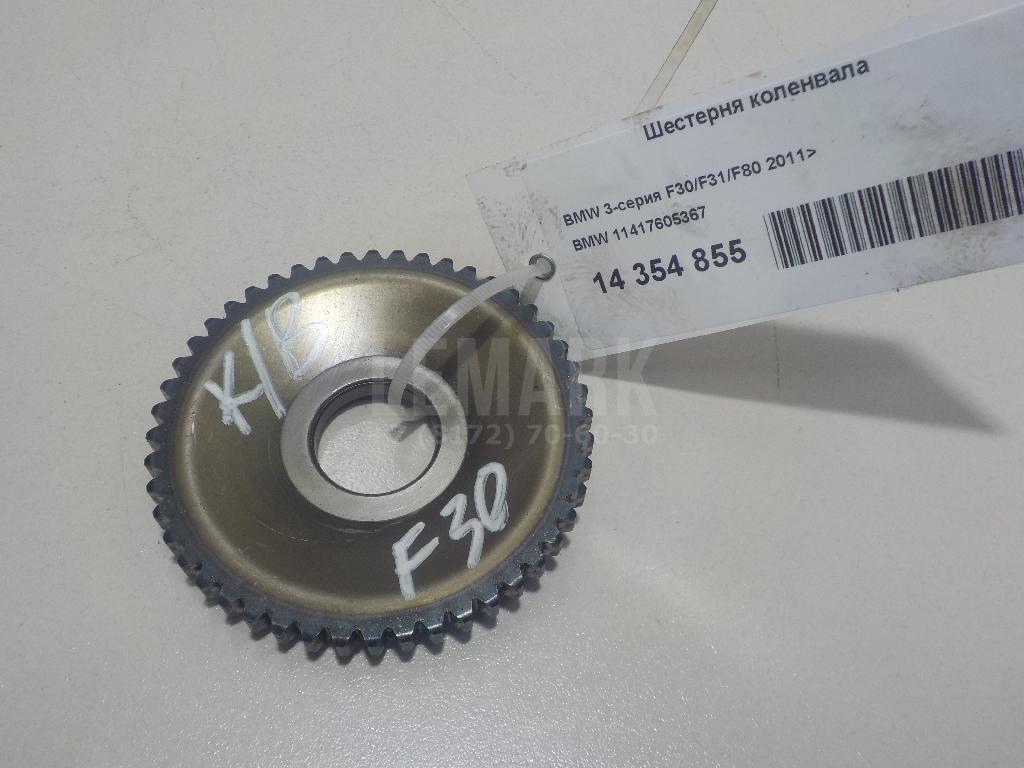 Шестерня коленвала
BMW 3-серия F30/F31/F80 2011>
BMW 11417605367
14 354 855
К/В
F30
REMARK
(8172) 70-60-30